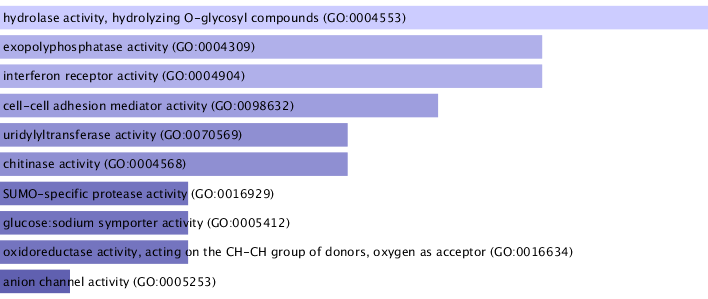 hydrolase activity, hydrolyzing O-glycosyl compounds (GO:0004553)
exopolyphosphatase activity (GO:0004309)
interferon receptor activity (GO:0004904)
cell-cell adhesion mediator activity (GO:0098632)
uridylyltransferase activity (GO:0070569)
chitinase activity (GO:0004568)
SUMO-specific protease activity (GO:0016929)
glucose:sodium symporter activity (GO:0005412)
oxidoreductase activity, acting on the CH-CH group of donors, oxygen as acceptor (GO:0016634)
anion channel activity (GO:0005253)